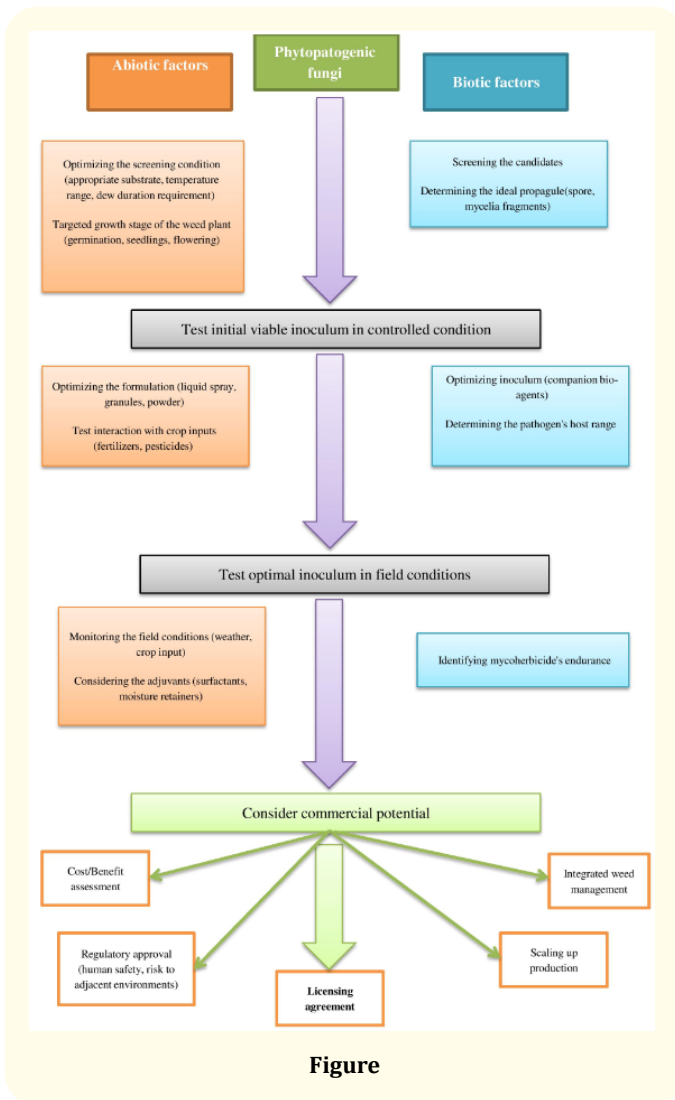 Abiotic factors
Phytopatogenic
fungi
Biotic factors
Optimizing the screening condition
(appropriate substrate, temperature
range, dew duration requirement)
Targeted growth stage of the weed plant
(germination, seedlings, flowering)
Screening the candidates
Determining the ideal propagule(spore,
mycelia fragments)
Test initial viable inoculum in controlled condition
Optimizing the formulation (liquid spray,
granules, powder)
Test interaction with crop inputs
(fertilizers, pesticides)
Optimizing inoculum (companion bio-
agents)
Determining the pathogen's host range
Test optimal inoculum in field conditions
Monitoring the field conditions (weather,
crop input)
Considering the adjuvants (surfactants,
moisture retainers)
Identifying mycoherbicide's endurance
Consider commercial potential
Cost/Benefit
assessment
Integrated weed
management
Regulatory approval
(human safety, risk to
adjacent environments)
Scaling up
production
Licensing
agreement
Figure